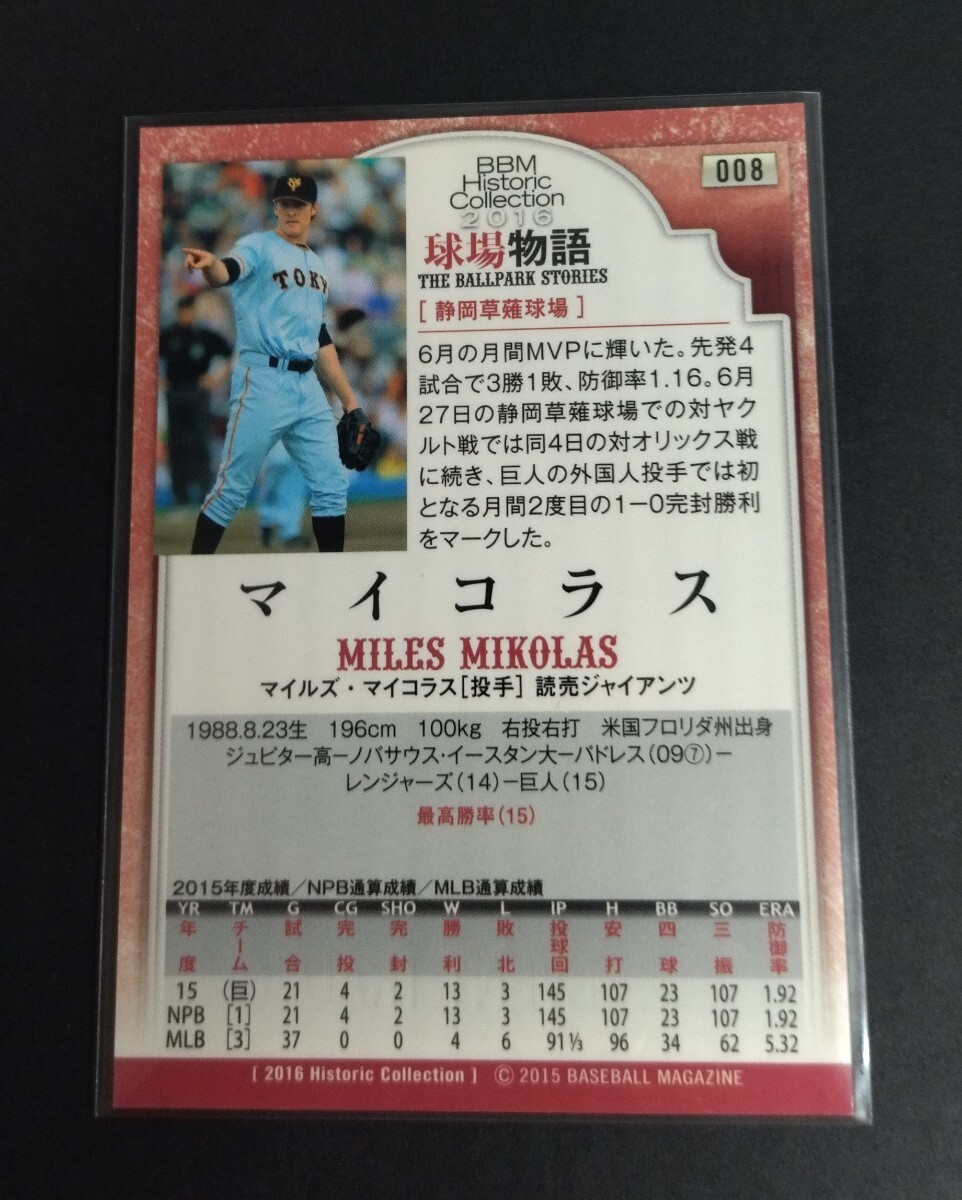 008
BBM
Historic
Collection
2016
球場物語
THE BALLPARK STORIES
[ 静岡草薙球場 ]
6月の月間MVPに輝いた。先発4
試合で3勝1敗、防御率1.16。6月
27日の静岡草薙球場での対ヤク
ルト戦では同4日の対オリックス戦
に続き、巨人の外国人投手では初
となる月間2度目の1ー0完封勝利
をマークした。
TOKY
マイコラス
MILES MIKOLAS
マイルズ・マイコラス[投手] 読売ジャイアンツ
1988.8.23生 196cm 100kg 右投右打 米国フロリダ州出身
ジュピター高ーノバサウス・イースタン大ーパドレス(09⑦)ー
レンジャーズ(14)ー巨人(15)
最高勝率(15)
2015年度成績/NPB通算成績/MLB通算成績
YR TM G CG SHO W L IP H BB SO ERA
年度 チーム 試合 完投 完封 勝利 敗北 投球回 安打 四球 三振 防御率
15 (巨) 21 4 2 13 3 145 107 23 107 1.92
NPB [1] 21 4 2 13 3 145 107 23 107 1.92
MLB [3] 37 0 0 4 6 91⅓ 96 34 62 5.32
[ 2016 Historic Collection ] © 2015 BASEBALL MAGAZINE